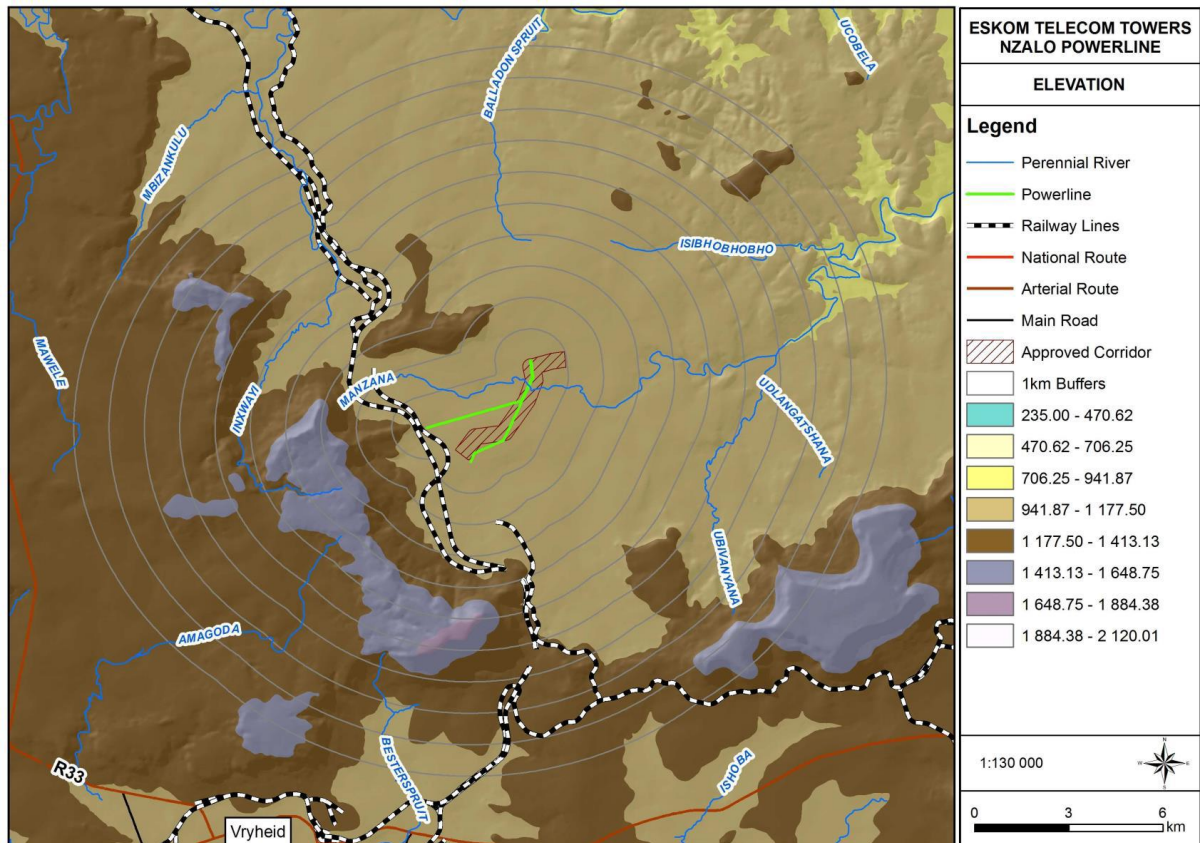 ESKOM TELECOM TOWERS
NZALO POWERLINE
ELEVATION
Legend
Perennial River
Powerline
Railway Lines
National Route
Arterial Route
Main Road
Approved Corridor
1km Buffers
235.00 - 470.62
470.62 - 706.25
706.25 - 941.87
941.87 - 1 177.50
1 177.50 - 1 413.13
1 413.13 - 1 648.75
1 648.75 - 1 884.38
1 884.38 - 2 120.01
1:130 000
N
W
E
S
0 3 6
km
BALLADON SPRUIT
UCOBELA
MBIZANKULU
ISIBHOBHOBHO
MAWELE
INXWAYI
MANZANA
UDLANGATSHANA
UBIVANYANA
AMAGODA
BESTERSPRUIT
ISHOBA
R33
Vryheid